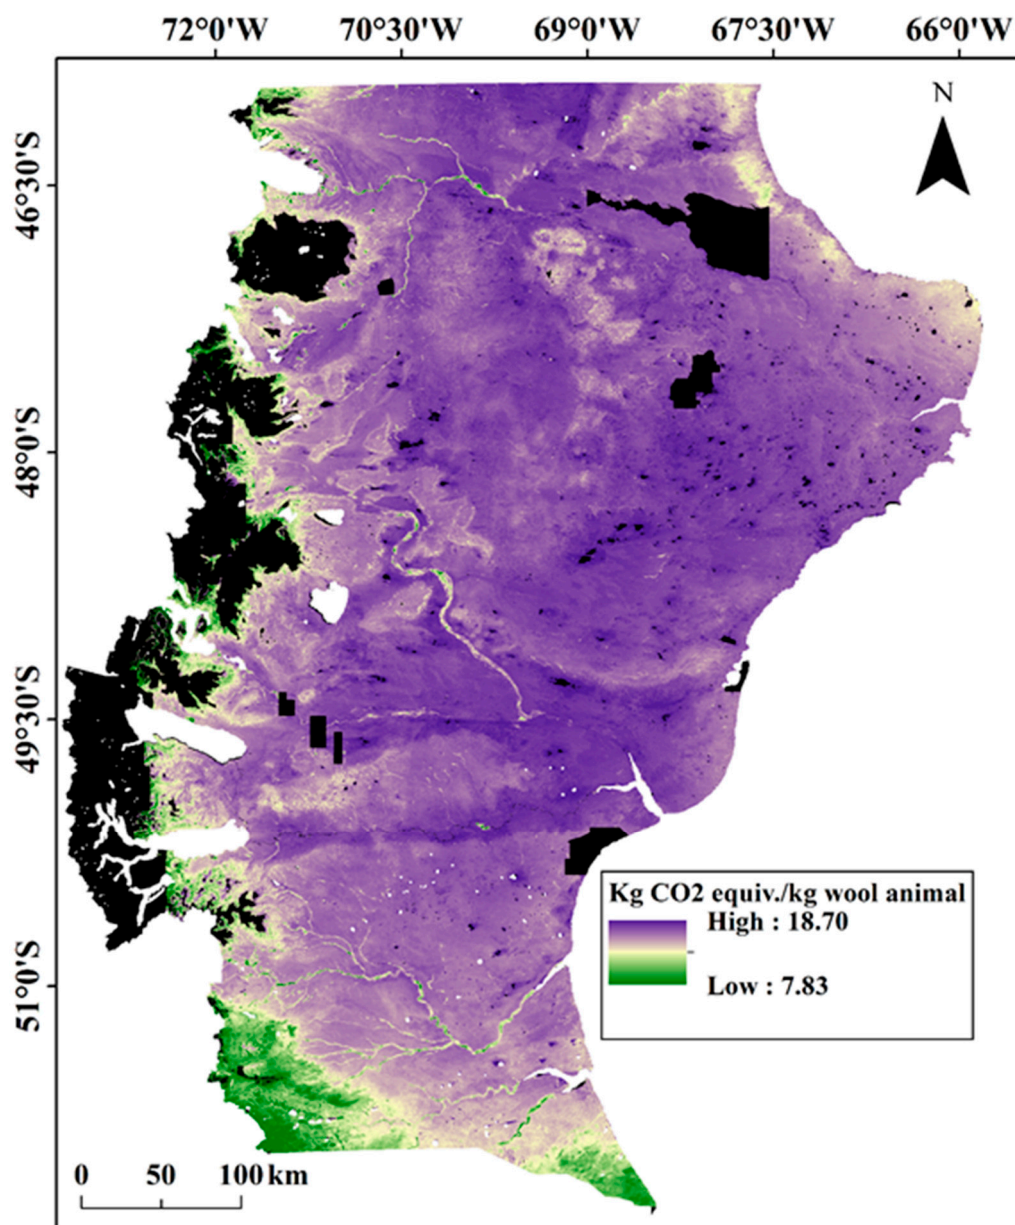 72°0'W 70°30'W 69°0'W 67°30'W 66°0'W
N
46°30'S
48°0'S
49°30'S
51°0'S
Kg CO2 equiv./kg wool animal
High : 18.70
Low : 7.83
0 50 100 km